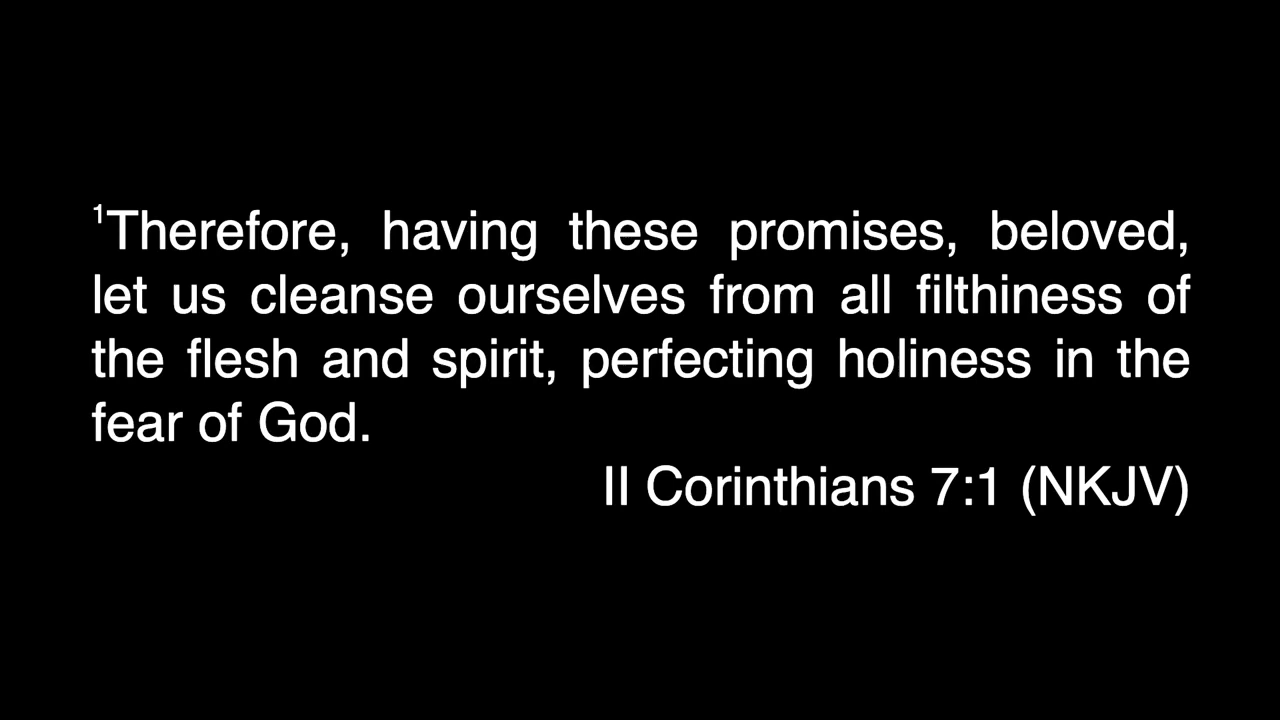 ¹Therefore, having these promises, beloved,
let us cleanse ourselves from all filthiness of
the flesh and spirit, perfecting holiness in the
fear of God.
II Corinthians 7:1 (NKJV)